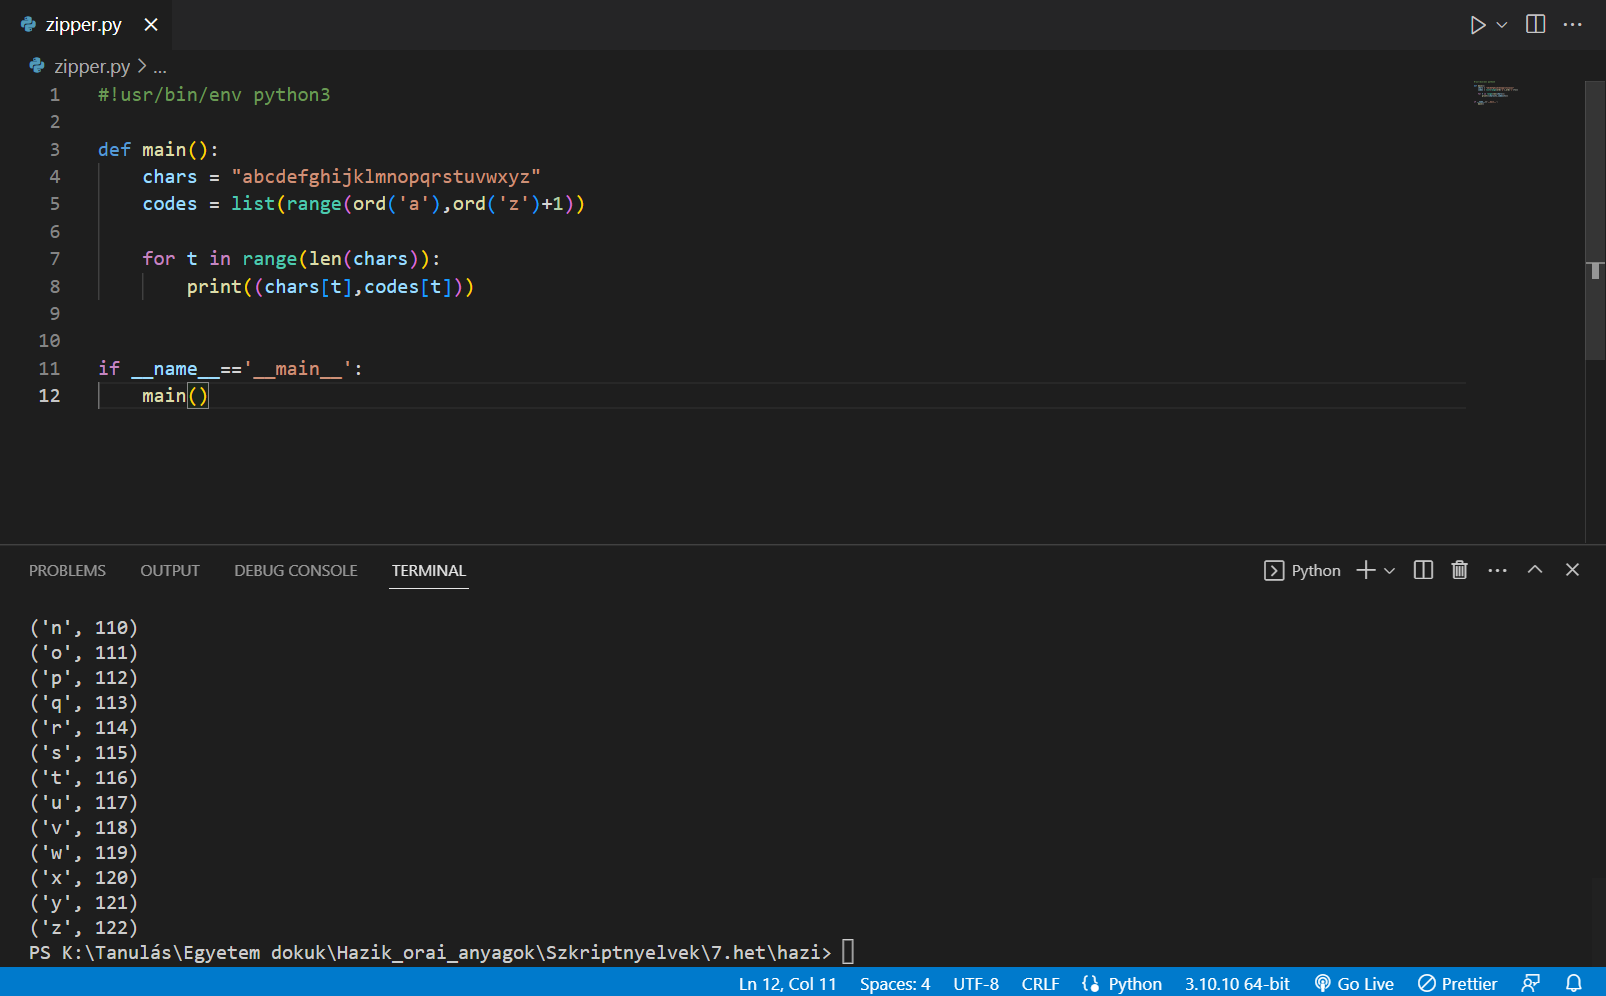 zipper.py
zipper.py > ...
1 #!usr/bin/env python3
2
3 def main():
4     chars = "abcdefghijklmnopqrstuvwxyz"
5     codes = list(range(ord('a'),ord('z')+1))
6
7     for t in range(len(chars)):
8         print((chars[t],codes[t]))
9
10
11 if __name__=='__main__':
12     main()
PROBLEMS OUTPUT DEBUG CONSOLE TERMINAL Python
('n', 110)
('o', 111)
('p', 112)
('q', 113)
('r', 114)
('s', 115)
('t', 116)
('u', 117)
('v', 118)
('w', 119)
('x', 120)
('y', 121)
('z', 122)
PS K:\Tanulás\Egyetem dokuk\Hazik_orai_anyagok\Szkriptnyelvek\7.het\hazi>
Ln 12, Col 11 Spaces: 4 UTF-8 CRLF Python 3.10.10 64-bit Go Live Prettier